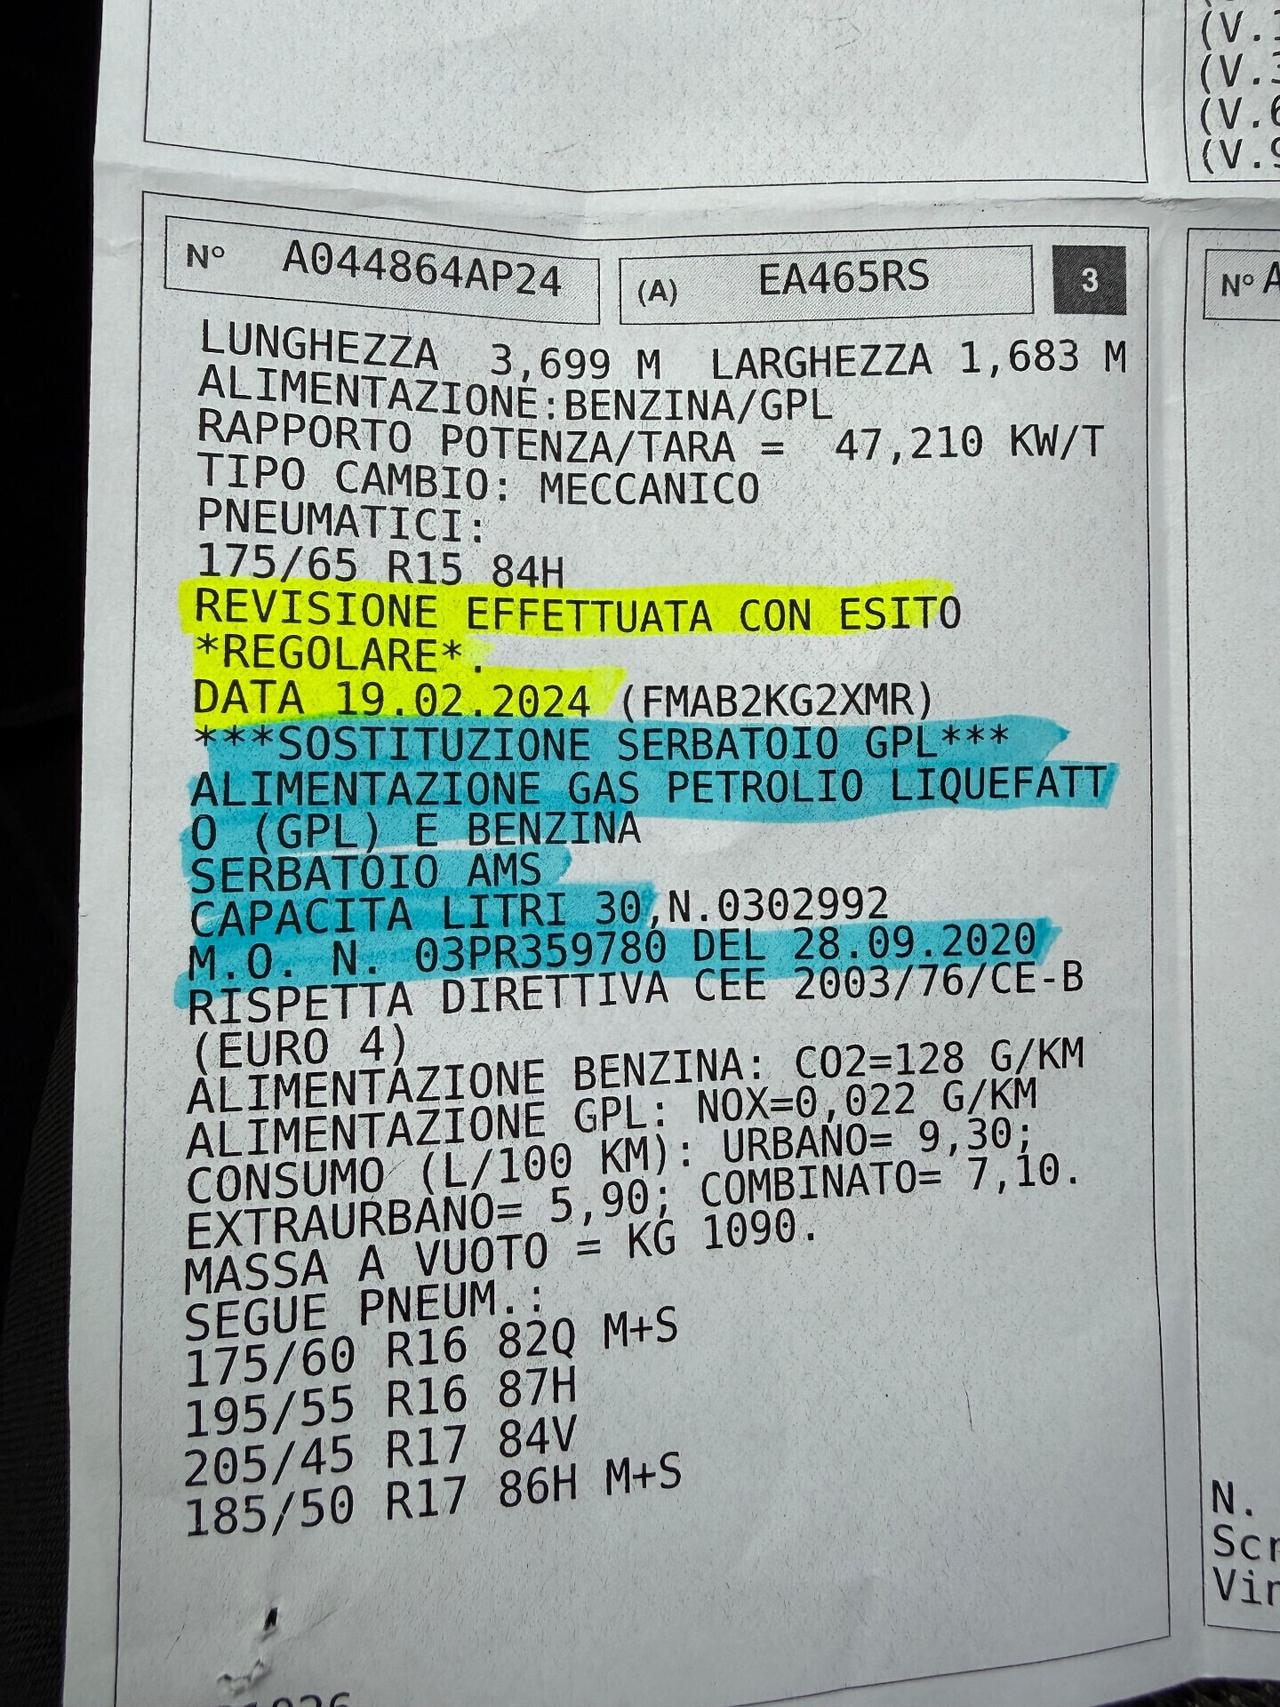 (V.
(V.3
(V.6
(V.9
N° A044864AP24 (A) EA465RS 3
N° A
LUNGHEZZA 3,699 M LARGHEZZA 1,683 M
ALIMENTAZIONE:BENZINA/GPL
RAPPORTO POTENZA/TARA = 47,210 KW/T
TIPO CAMBIO: MECCANICO
PNEUMATICI:
175/65 R15 84H
REVISIONE EFFETTUATA CON ESITO
*REGOLARE*.
DATA 19.02.2024 (FMAB2KG2XMR)
***SOSTITUZIONE SERBATOIO GPL***
ALIMENTAZIONE GAS PETROLIO LIQUEFATT
O (GPL) E BENZINA
SERBATOIO AMS
CAPACITA LITRI 30,N.0302992
M.O. N. 03PR359780 DEL 28.09.2020
RISPETTA DIRETTIVA CEE 2003/76/CE-B
(EURO 4)
ALIMENTAZIONE BENZINA: CO2=128 G/KM
ALIMENTAZIONE GPL: NOX=0,022 G/KM
CONSUMO (L/100 KM): URBANO= 9,30;
EXTRAURBANO= 5,90; COMBINATO= 7,10.
MASSA A VUOTO = KG 1090.
SEGUE PNEUM.:
175/60 R16 82Q M+S
195/55 R16 87H
205/45 R17 84V
185/50 R17 86H M+S
N.
Scr
Vin